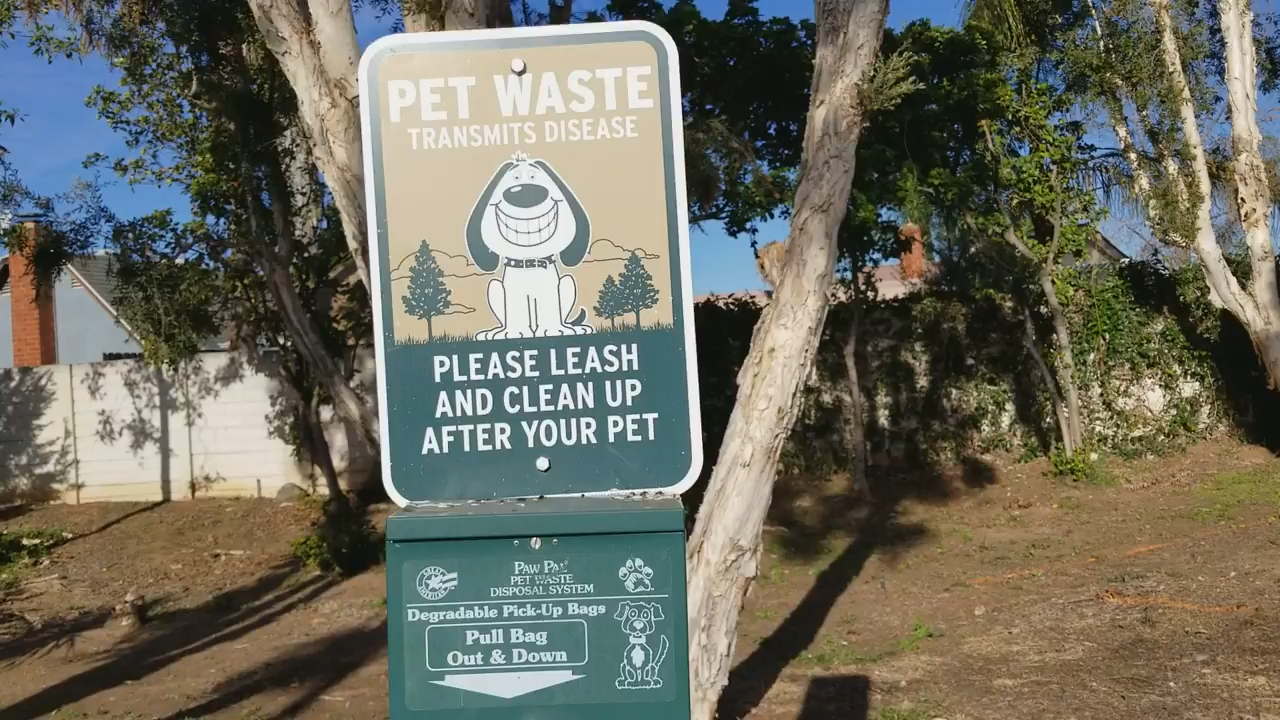 PET WASTE
TRANSMITS DISEASE
PLEASE LEASH
AND CLEAN UP
AFTER YOUR PET
PAW PAL
PET WASTE
DISPOSAL SYSTEM
Degradable Pick-Up Bags
Pull Bag
Out & Down